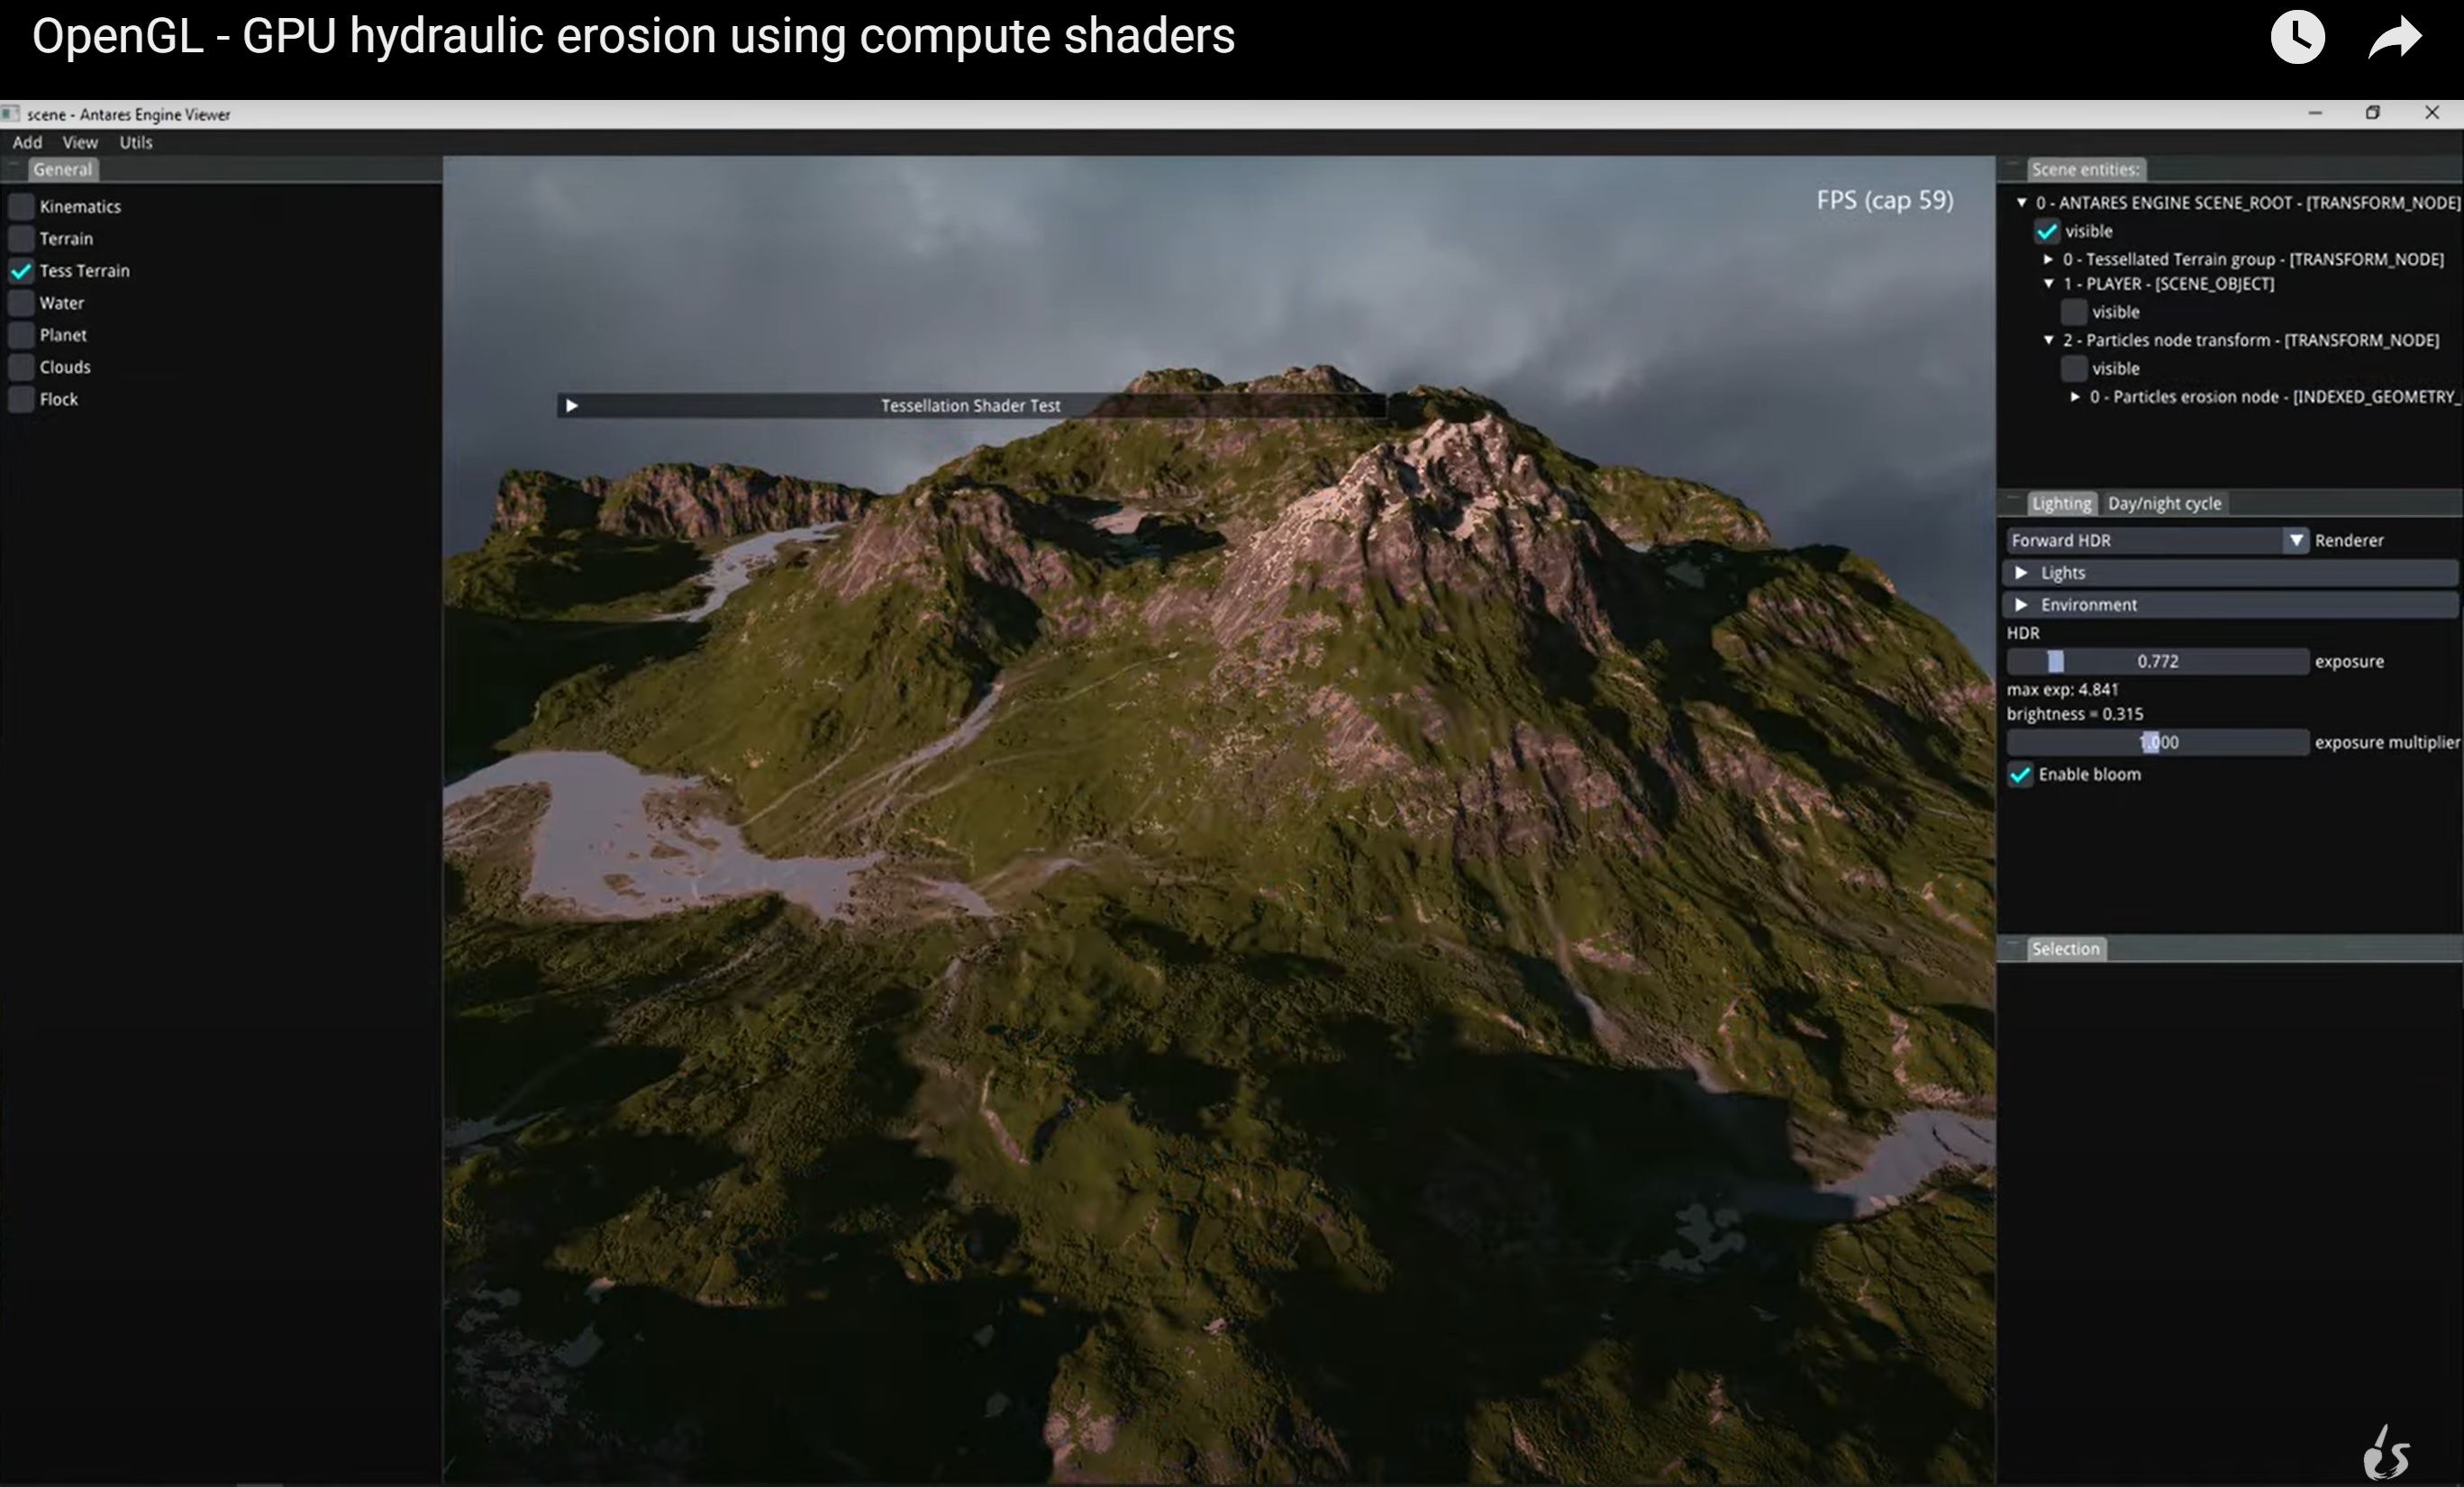 OpenGL - GPU hydraulic erosion using compute shaders
scene - Antares Engine Viewer
Add View Utils
General
Kinematics
Terrain
Tess Terrain
Water
Planet
Clouds
Flock
FPS (cap 59)
Tessellation Shader Test
Scene entities:
0 - ANTARES ENGINE SCENE_ROOT - [TRANSFORM_NODE]
visible
0 - Tessellated Terrain group - [TRANSFORM_NODE]
1 - PLAYER - [SCENE_OBJECT]
visible
2 - Particles node transform - [TRANSFORM_NODE]
visible
0 - Particles erosion node - [INDEXED_GEOMETRY_
Lighting Day/night cycle
Forward HDR Renderer
Lights
Environment
HDR
0.772 exposure
max exp: 4.841
brightness = 0.315
1.000 exposure multiplier
Enable bloom
Selection